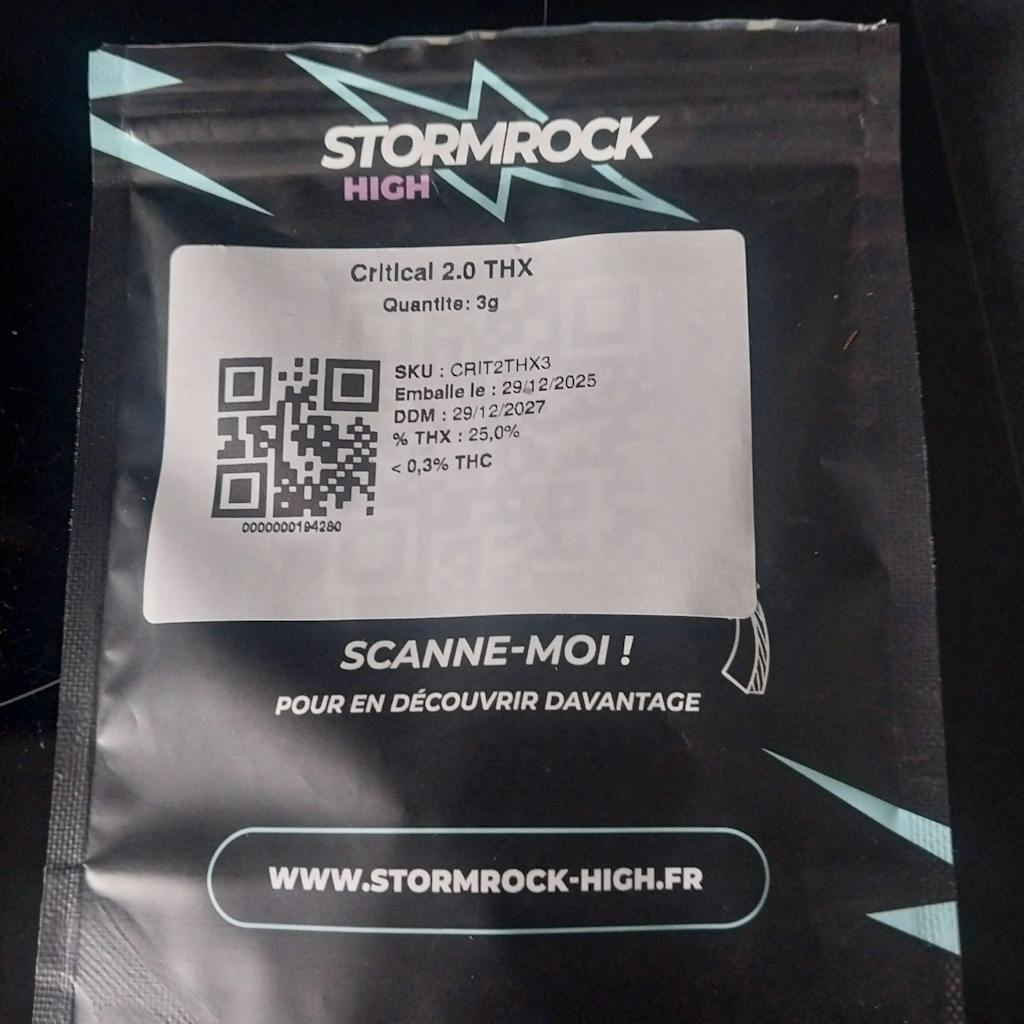 STORMROCK
HIGH
Critical 2.0 THX
Quantite: 3g
SKU : CRIT2THX3
Emballe le : 29/12/2025
DDM : 29/12/2027
% THX : 25,0%
< 0,3% THC
0000000194280
SCANNE-MOI !
POUR EN DÉCOUVRIR DAVANTAGE
WWW.STORMROCK-HIGH.FR